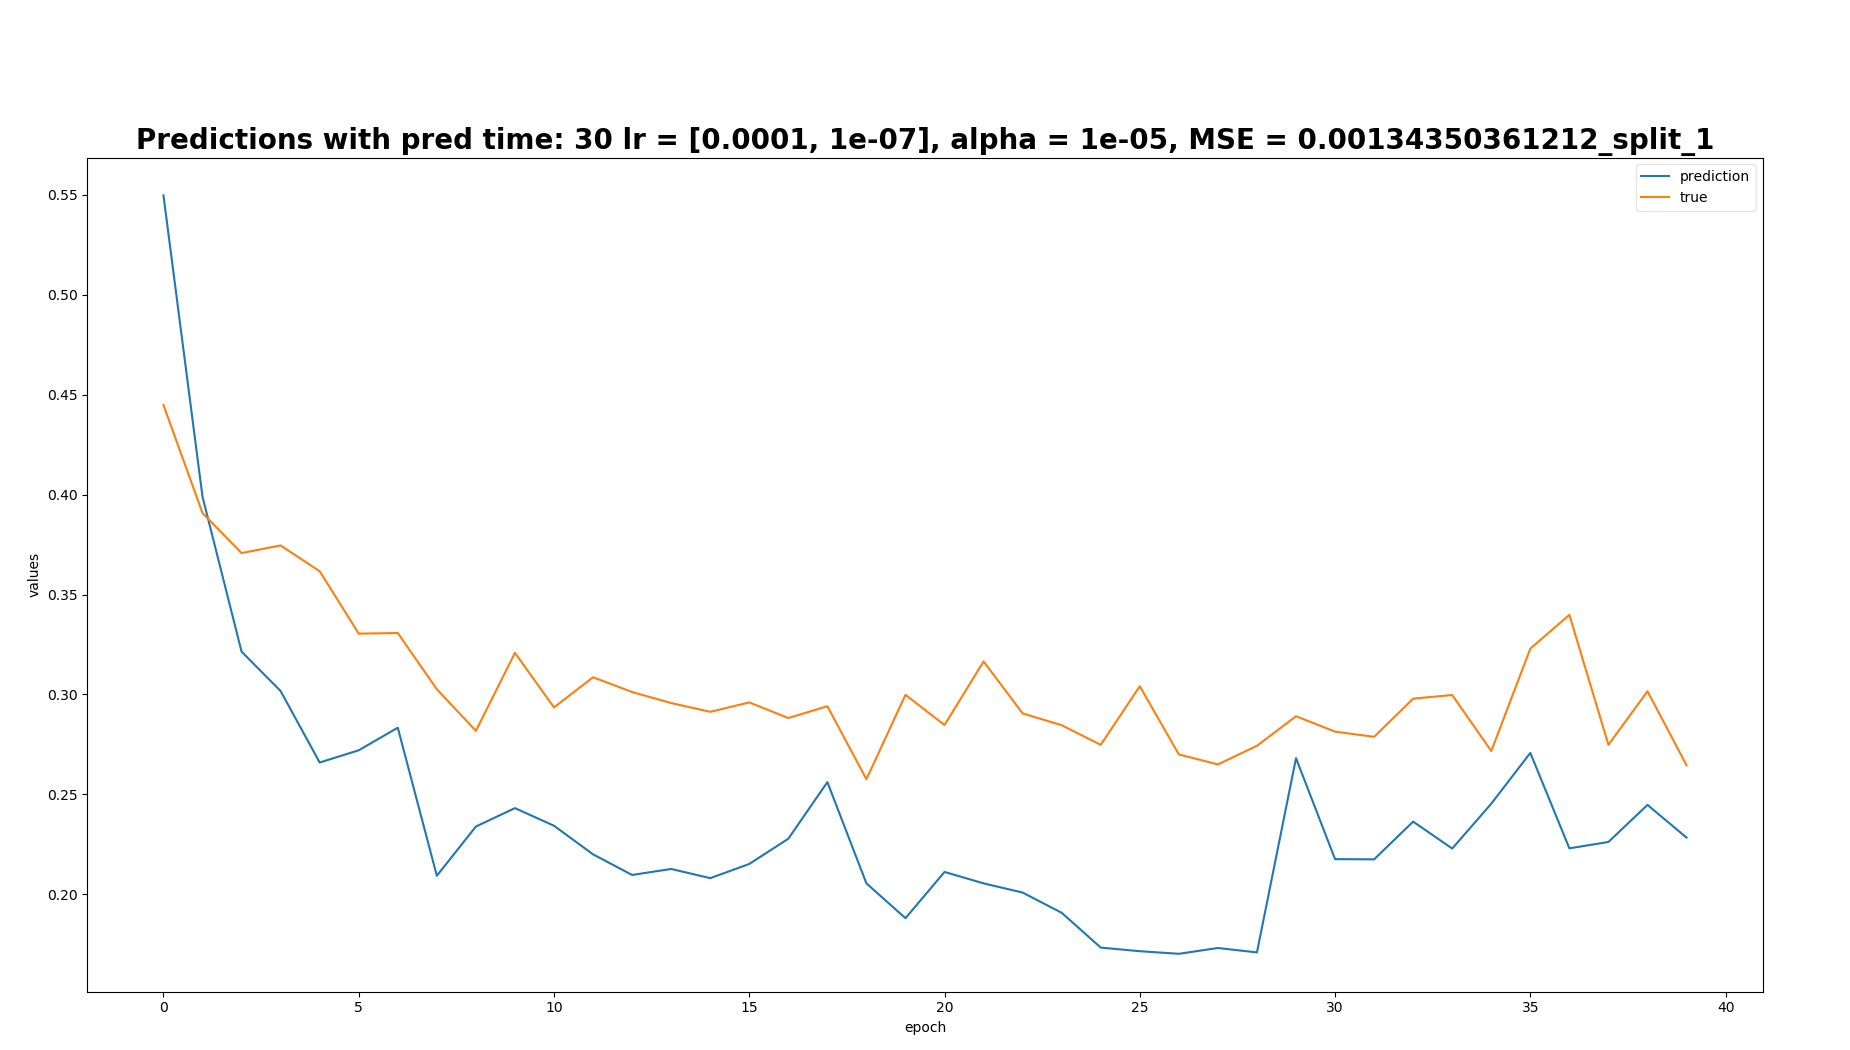 Predictions with pred time: 30 lr = [0.0001, 1e-07], alpha = 1e-05, MSE = 0.00134350361212_split_1
prediction
true
0.55
0.50
0.45
0.40
0.35
0.30
0.25
0.20
values
0 5 10 15 20 25 30 35 40
epoch